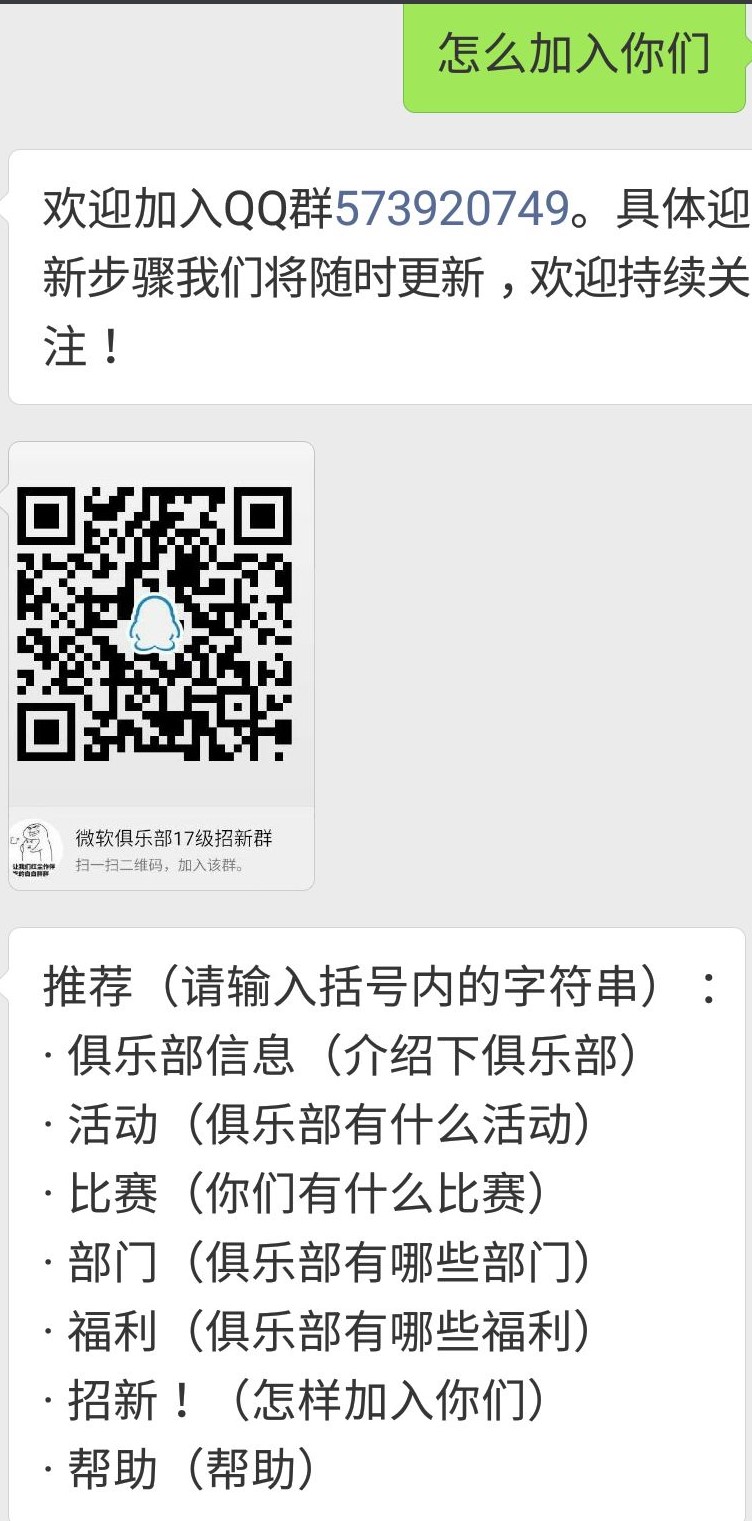 怎么加入你们
欢迎加入QQ群573920749。具体迎
新步骤我们将随时更新，欢迎持续关
注！
微软俱乐部17级招新群
扫一扫二维码，加入该群。
推荐（请输入括号内的字符串）：
· 俱乐部信息（介绍下俱乐部）
· 活动（俱乐部有什么活动）
· 比赛（你们有什么比赛）
· 部门（俱乐部有哪些部门）
· 福利（俱乐部有哪些福利）
· 招新！（怎样加入你们）
· 帮助（帮助）